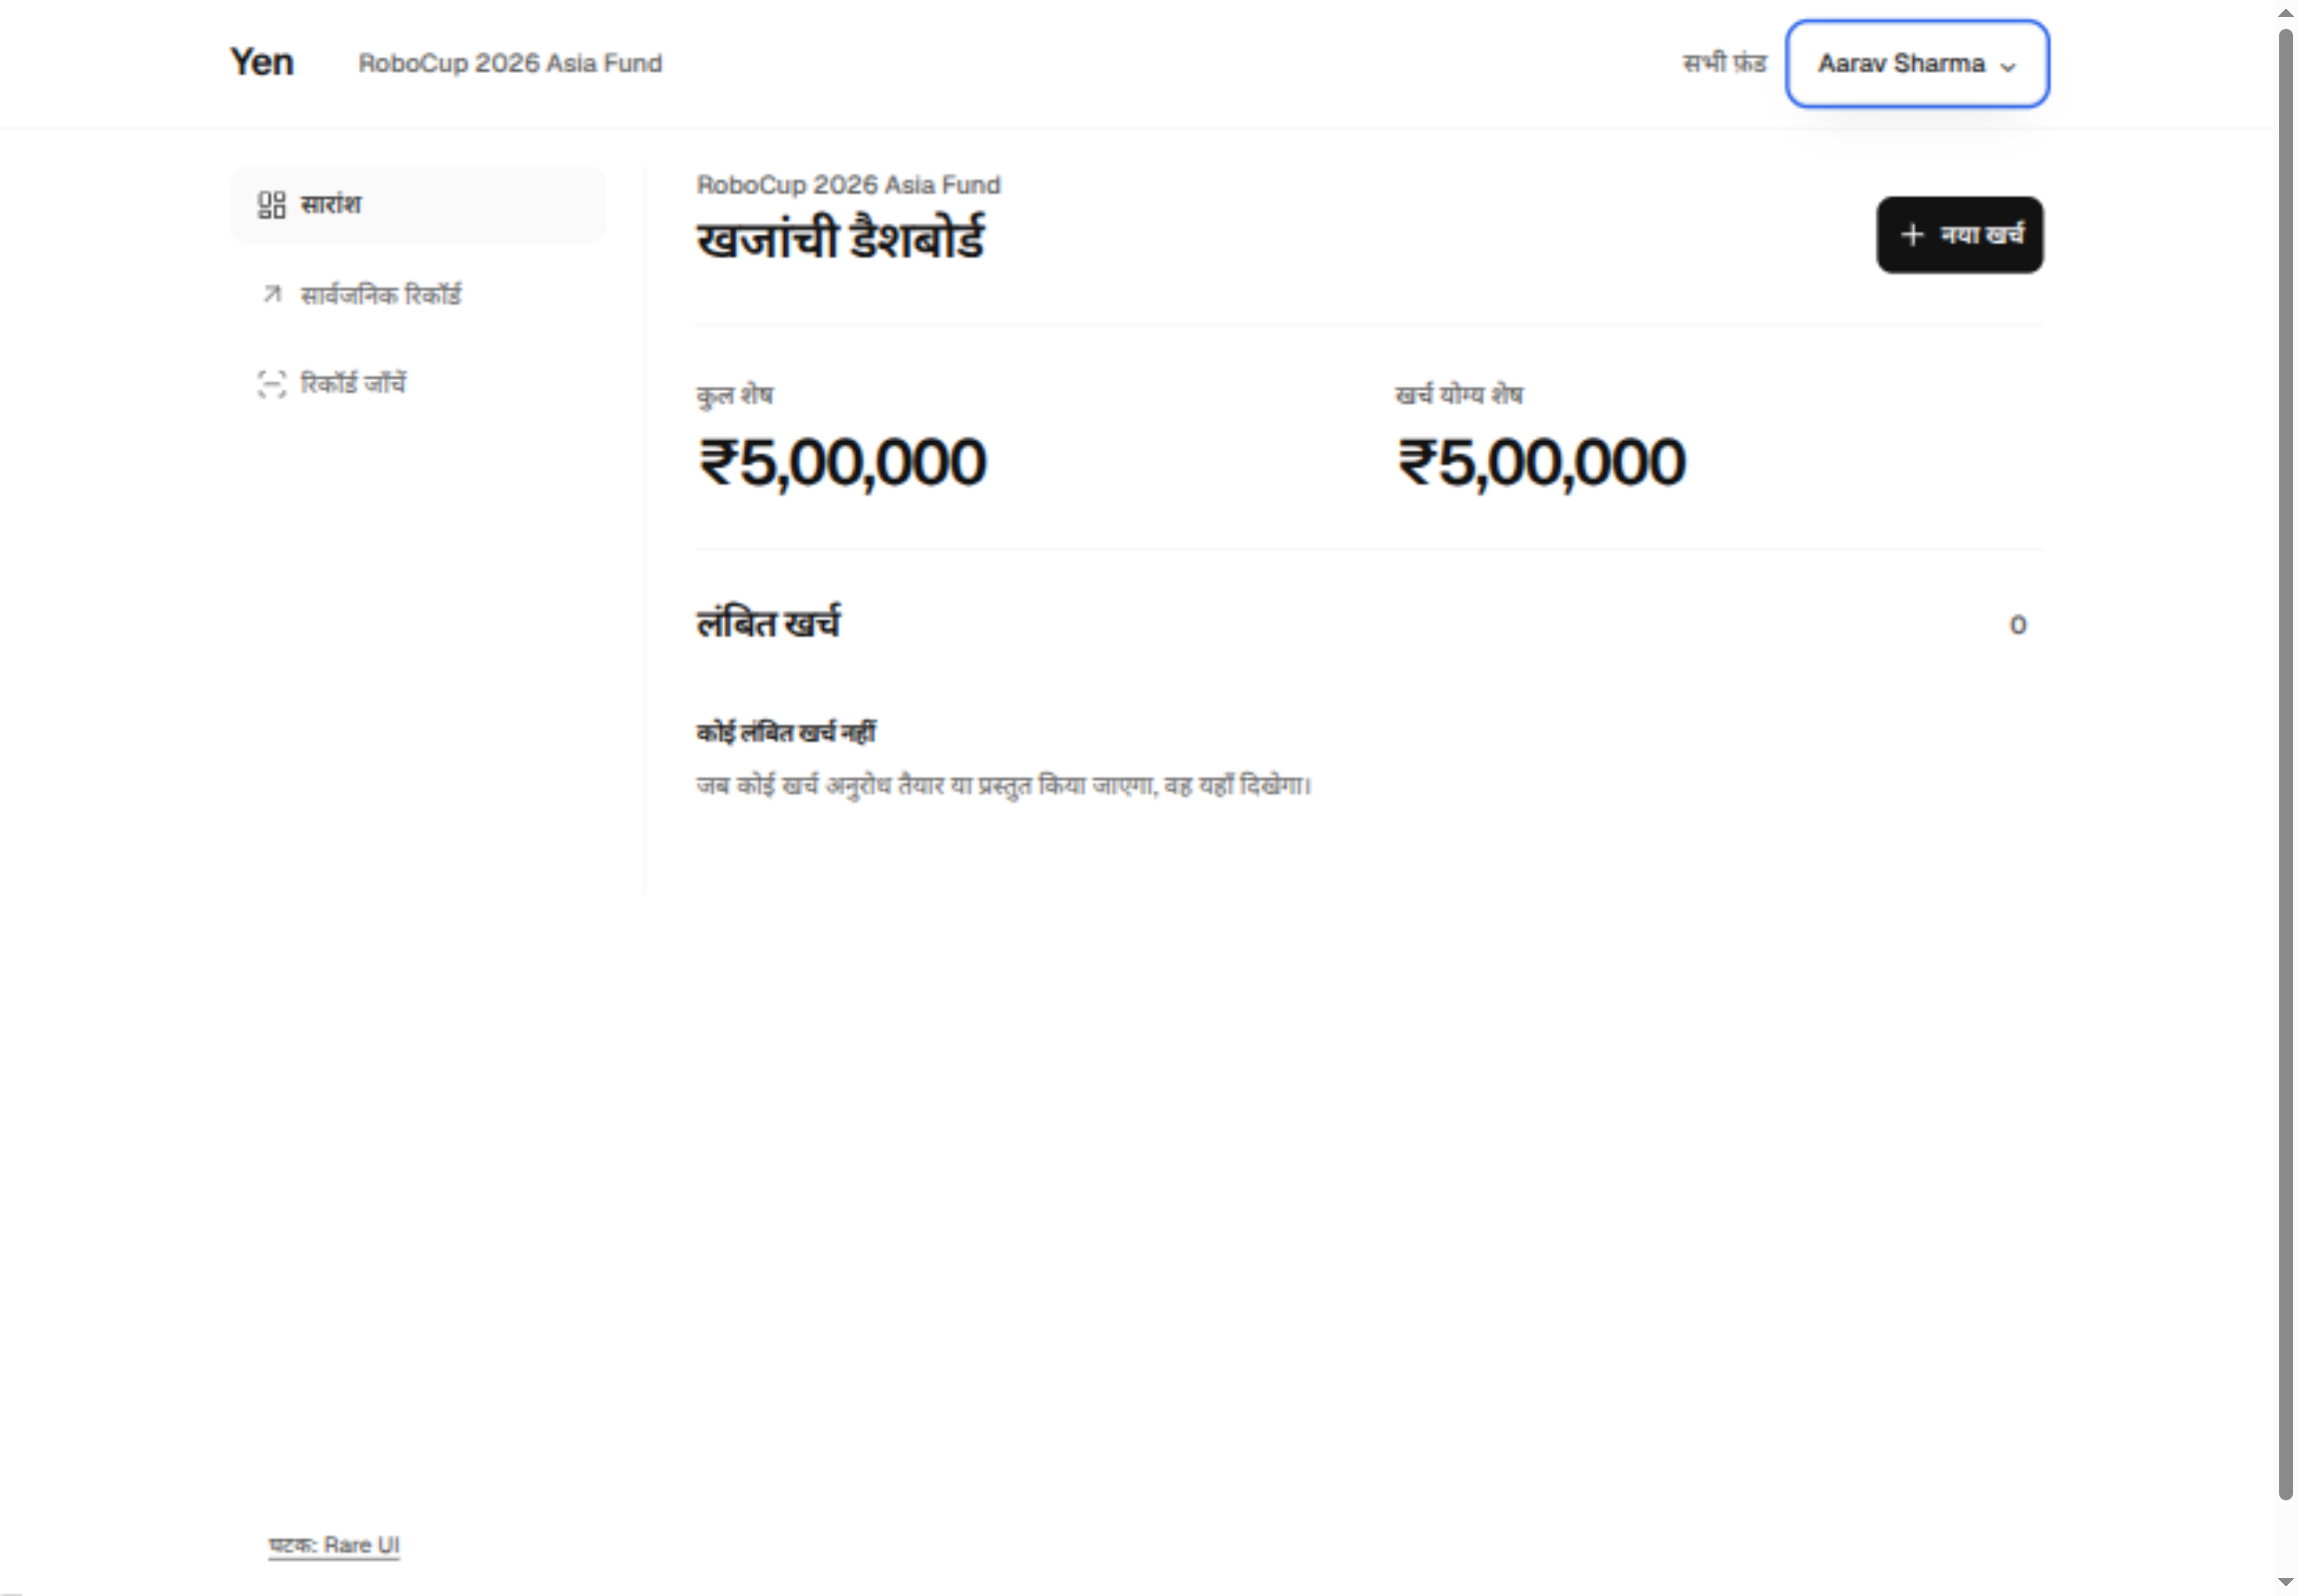 Yen
RoboCup 2026 Asia Fund
सभी फ़ंड
Aarav Sharma
सारांश
सार्वजनिक रिकॉर्ड
रिकॉर्ड जाँचें
RoboCup 2026 Asia Fund
खजांची डैशबोर्ड
नया खर्च
कुल शेष
खर्च योग्य शेष
₹5,00,000
₹5,00,000
लंबित खर्च
0
कोई लंबित खर्च नहीं
जब कोई खर्च अनुरोध तैयार या प्रस्तुत किया जाएगा, वह यहाँ दिखेगा।
घटक: Rare UI